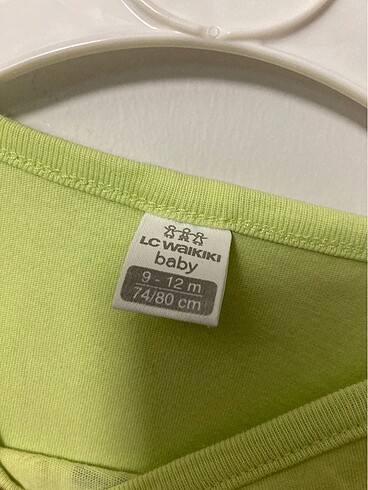 LC WAIKIKI
baby
9 - 12 m
74/80 cm